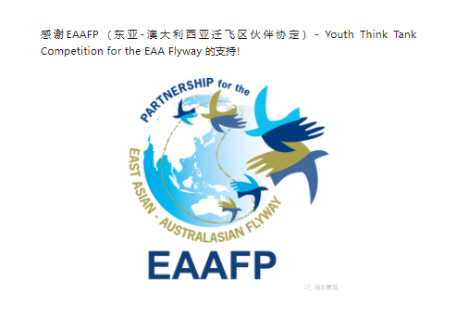 感谢EAAFP（东亚-澳大利西亚迁飞区伙伴协定）- Youth Think Tank
Competition for the EAA Flyway 的支持!
PARTNERSHIP for the
EAST ASIAN - AUSTRALASIAN FLYWAY
EAAFP